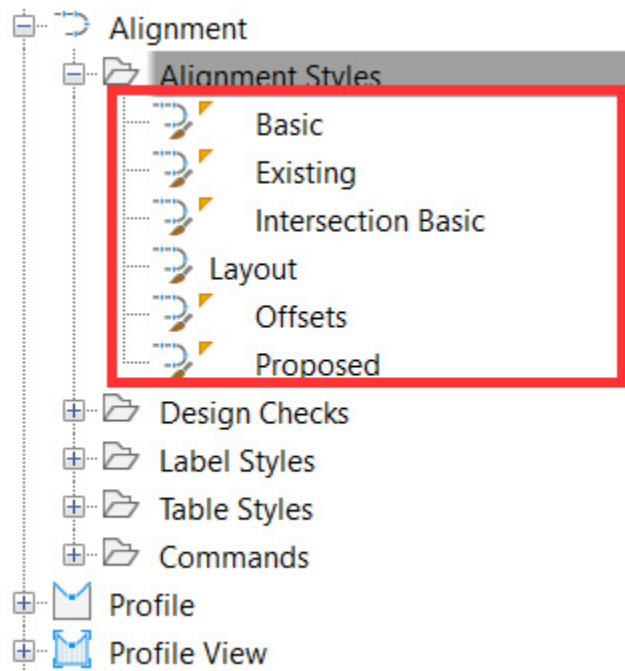 Alignment
Alignment Styles
Basic
Existing
Intersection Basic
Layout
Offsets
Proposed
Design Checks
Label Styles
Table Styles
Commands
Profile
Profile View